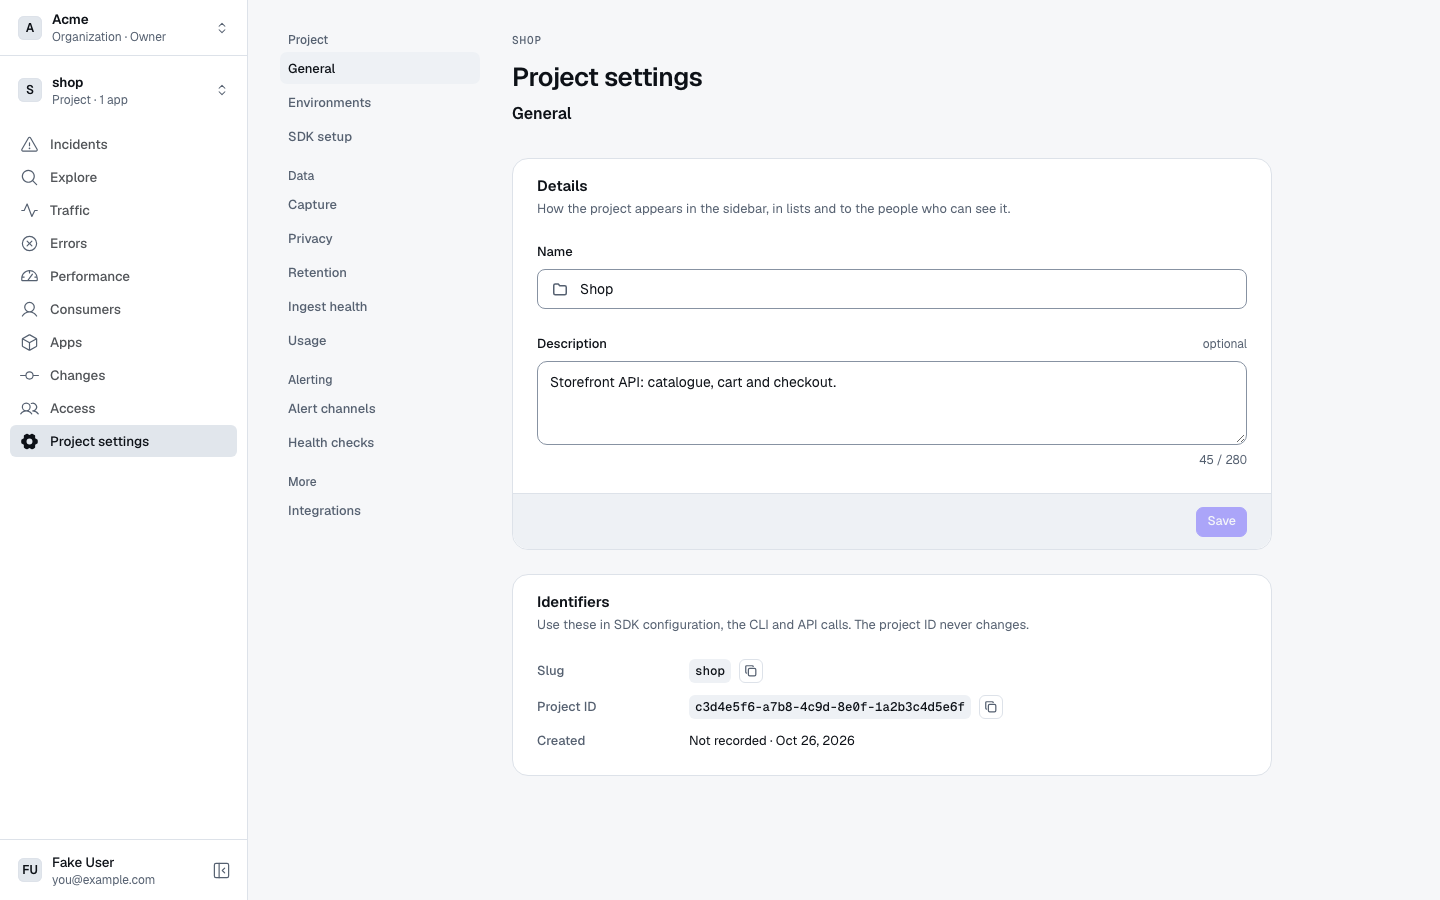 A
Acme
Organization · Owner
S
shop
Project · 1 app
Incidents
Explore
Traffic
Errors
Performance
Consumers
Apps
Changes
Access
Project settings
FU
Fake User
you@example.com
Project
General
Environments
SDK setup
Data
Capture
Privacy
Retention
Ingest health
Usage
Alerting
Alert channels
Health checks
More
Integrations
SHOP
Project settings
General
Details
How the project appears in the sidebar, in lists and to the people who can see it.
Name
Shop
Description optional
Storefront API: catalogue, cart and checkout.
45 / 280
Save
Identifiers
Use these in SDK configuration, the CLI and API calls. The project ID never changes.
Slug shop
Project ID c3d4e5f6-a7b8-4c9d-8e0f-1a2b3c4d5e6f
Created Not recorded · Oct 26, 2026